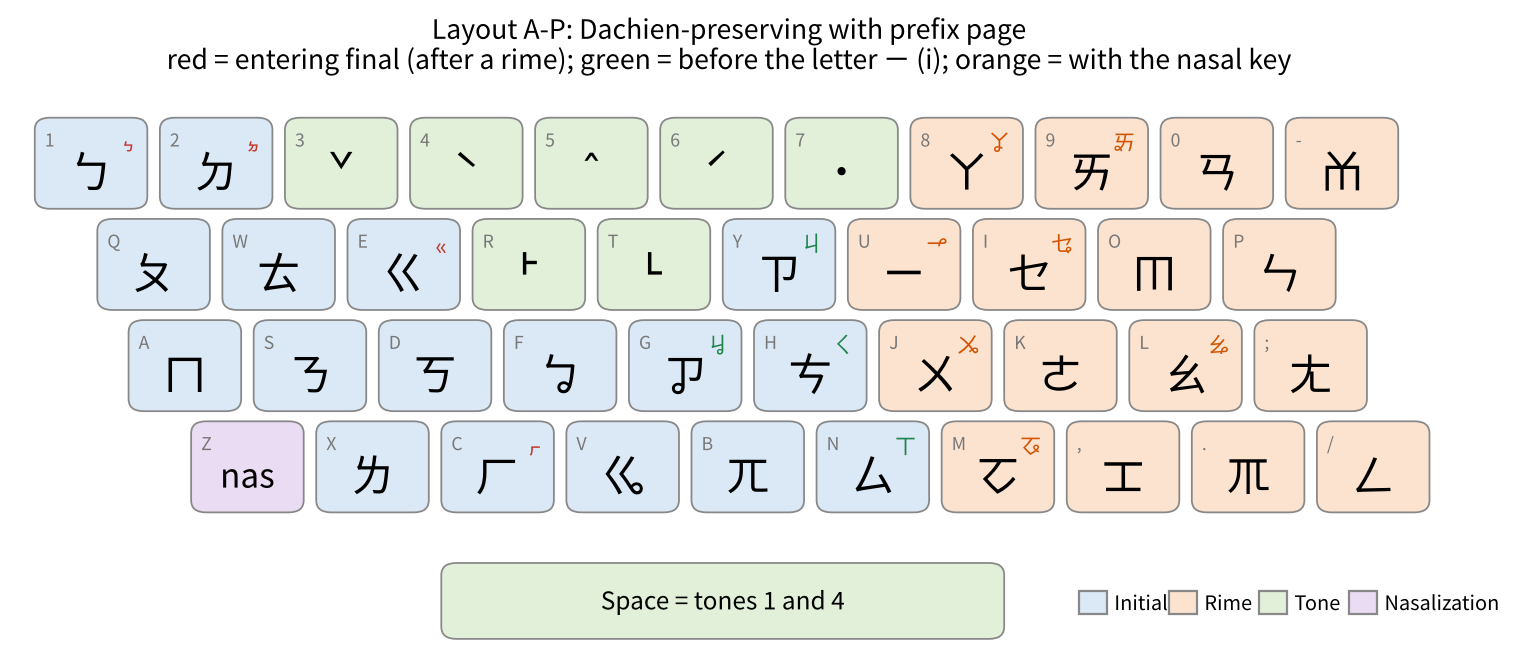 Layout A-P: Dachien-preserving with prefix page
red = entering final (after a rime); green = before the letter ㄧ (i); orange = with the nasal key
1 ㄅ ㆴ 2 ㄉ ㆵ 3 ˇ 4 ˋ 5 ˆ 6 ˊ 7 ˙ 8 ㄚ ㆩ 9 ㄞ ㆮ 0 ㄢ - ㆰ
Q ㄆ W ㄊ E ㄍ ㆶ R ˫ T ˪ Y ㄗ ㄐ U ㄧ ㆪ I ㆤ ㆥ O ㆬ P ㄣ
A ㄇ S ㄋ D ㄎ F ㆠ G ㆡ ㆢ H ㄘ ㄑ J ㄨ ㆫ K ㄜ L ㄠ ㆯ ; ㄤ
Z nas X ㄌ C ㄏ ㆷ V ㆣ B ㄫ N ㄙ ㄒ M ㆦ ㆧ , ㆱ . ㆭ / ㄥ
Space = tones 1 and 4
Initial Rime Tone Nasalization